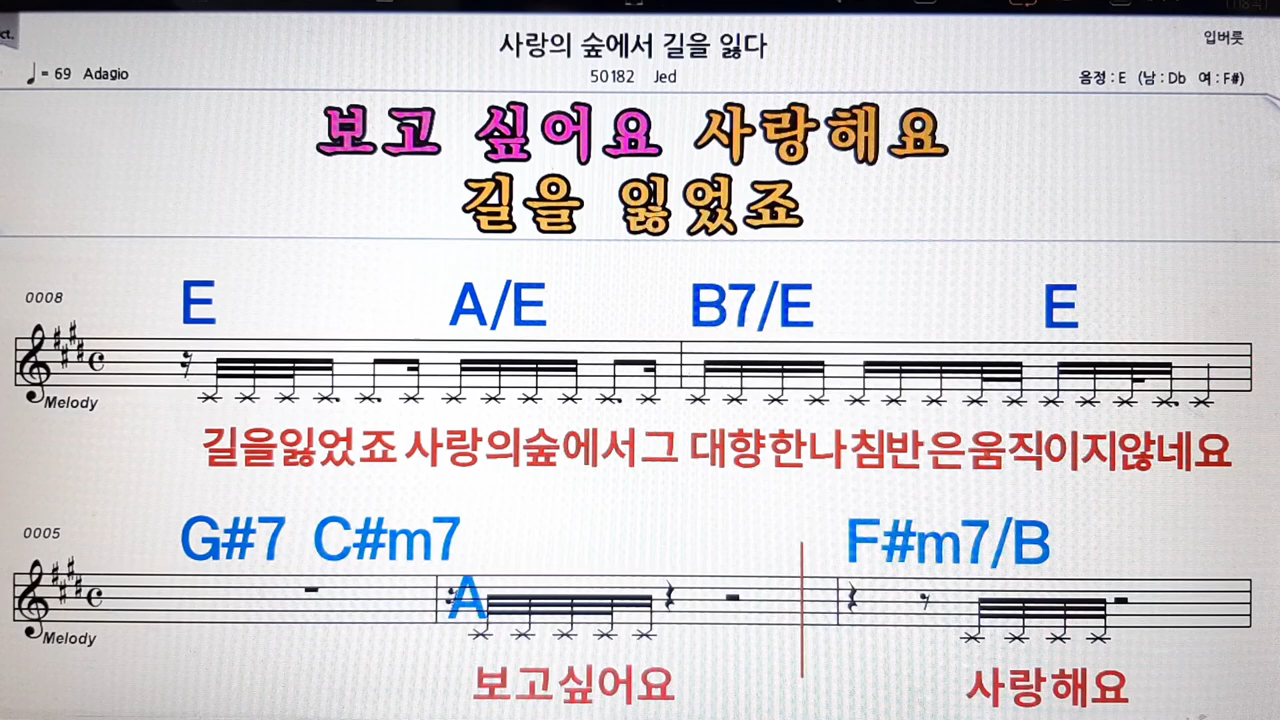 ct.
사랑의 숲에서 길을 잃다
입버릇
♩ = 69 Adagio
50182 Jed
음정 : E (남 : Db 여 : F#)
보고 싶어요 사랑해요
길을 잃었죠
0008
E A/E B7/E E
Melody
길을잃었죠 사랑의숲에서그 대향한나침반은움직이지않네요
0005
G#7 C#m7 A F#m7/B
Melody
보고싶어요 사랑해요